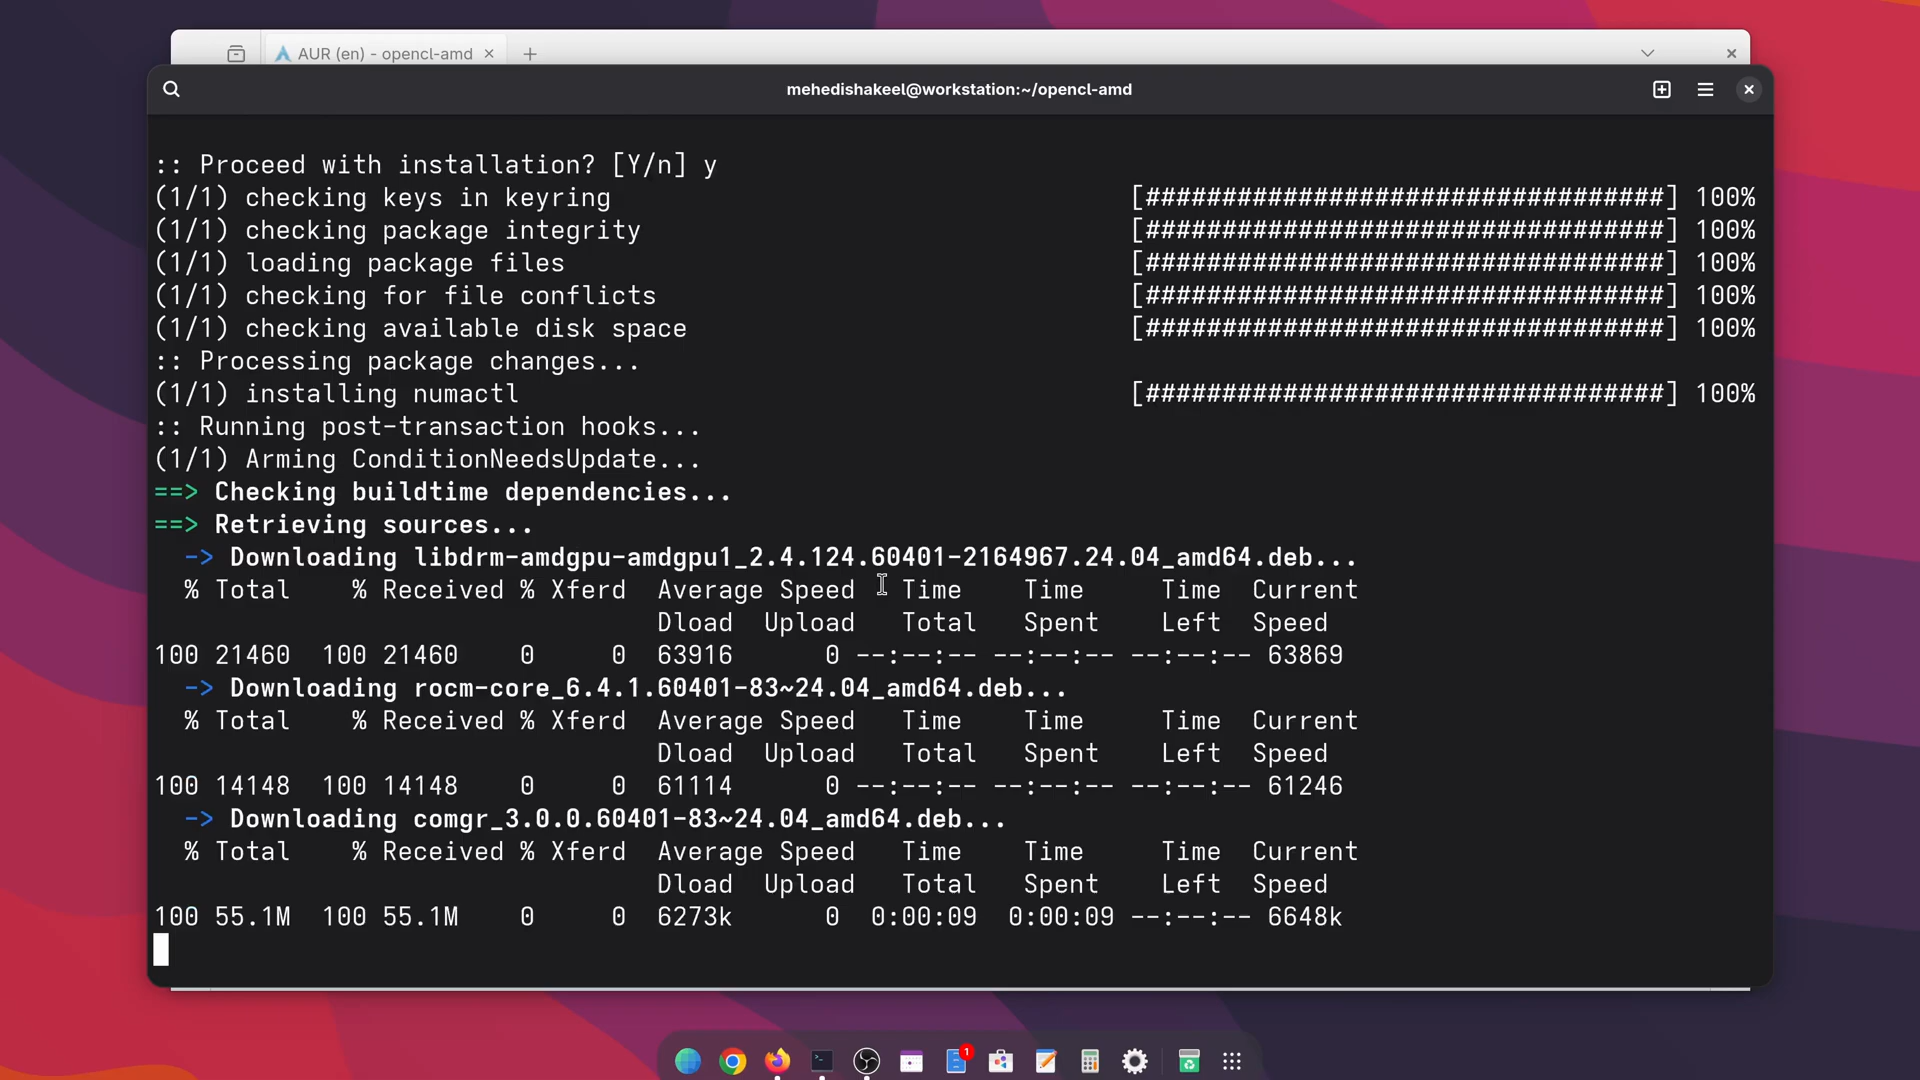 AUR (en) - opencl-amd
mehedishakeel@workstation:~/opencl-amd
:: Proceed with installation? [Y/n] y
(1/1) checking keys in keyring [##################################] 100%
(1/1) checking package integrity [##################################] 100%
(1/1) loading package files [##################################] 100%
(1/1) checking for file conflicts [##################################] 100%
(1/1) checking available disk space [##################################] 100%
:: Processing package changes...
(1/1) installing numactl [##################################] 100%
:: Running post-transaction hooks...
(1/1) Arming ConditionNeedsUpdate...
==> Checking buildtime dependencies...
==> Retrieving sources...
-> Downloading libdrm-amdgpu-amdgpu1_2.4.124.60401-2164967.24.04_amd64.deb...
% Total % Received % Xferd Average Speed Time Time Time Current
Dload Upload Total Spent Left Speed
100 21460 100 21460 0 0 63916 0 --:--:-- --:--:-- --:--:-- 63869
-> Downloading rocm-core_6.4.1.60401-83~24.04_amd64.deb...
% Total % Received % Xferd Average Speed Time Time Time Current
Dload Upload Total Spent Left Speed
100 14148 100 14148 0 0 61114 0 --:--:-- --:--:-- --:--:-- 61246
-> Downloading comgr_3.0.0.60401-83~24.04_amd64.deb...
% Total % Received % Xferd Average Speed Time Time Time Current
Dload Upload Total Spent Left Speed
100 55.1M 100 55.1M 0 0 6273k 0 0:00:09 0:00:09 --:--:-- 6648k
1